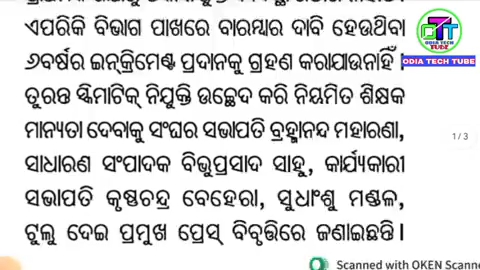 ଏପରିକି ବିଭାଗ ପାଖରେ ବାରମ୍ବାର ଦାବି ହେଉଥିବା
୬ବର୍ଷର ଇନ୍‌କ୍ରିମେଣ୍ଟ ପ୍ରଦାନକୁ ଗ୍ରହଣ କରାଯାଉନାହିଁ ।
ତୁରନ୍ତ ସ୍କିମାଟିକ୍ ନିଯୁକ୍ତି ଉଚ୍ଛେଦ କରି ନିୟମିତ ଶିକ୍ଷକ
ମାନ୍ୟତା ଦେବାକୁ ସଂଘର ସଭାପତି ବ୍ରହ୍ମାନନ୍ଦ ମହାରଣା,
ସାଧାରଣ ସଂପାଦକ ବିଭୁପ୍ରସାଦ ସାହୁ, କାର୍ଯ୍ୟକାରୀ
ସଭାପତି କୃଷ୍ଣଚନ୍ଦ୍ର ବେହେରା, ସୁଧାଂଶୁ ମଣ୍ଡଳ,
ଟୁଲୁ ଦେଇ ପ୍ରମୁଖ ପ୍ରେସ୍ ବିବୃତ୍ତିରେ ଜଣାଇଛନ୍ତି ।
OTT
ODIA TECH TUBE
1/3
Scanned with OKEN Scanne